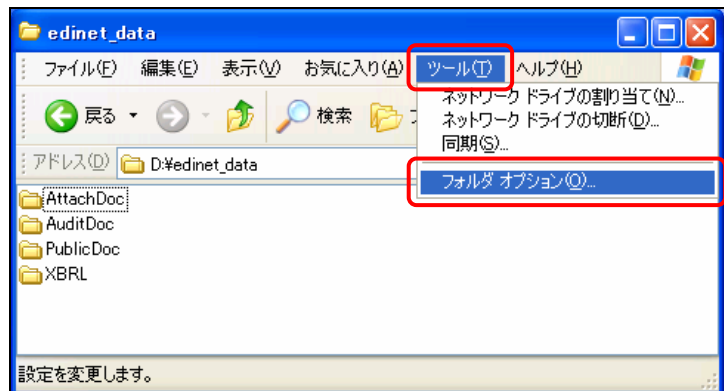 edinet_data
ファイル(F) 編集(E) 表示(V) お気に入り(A) ツール(T) ヘルプ(H)
戻る 検索
ネットワーク ドライブの割り当て(N)...
ネットワーク ドライブの切断(D)...
同期(S)...
フォルダ オプション(O)...
アドレス(D) D:¥edinet_data
AttachDoc
AuditDoc
PublicDoc
XBRL
設定を変更します。